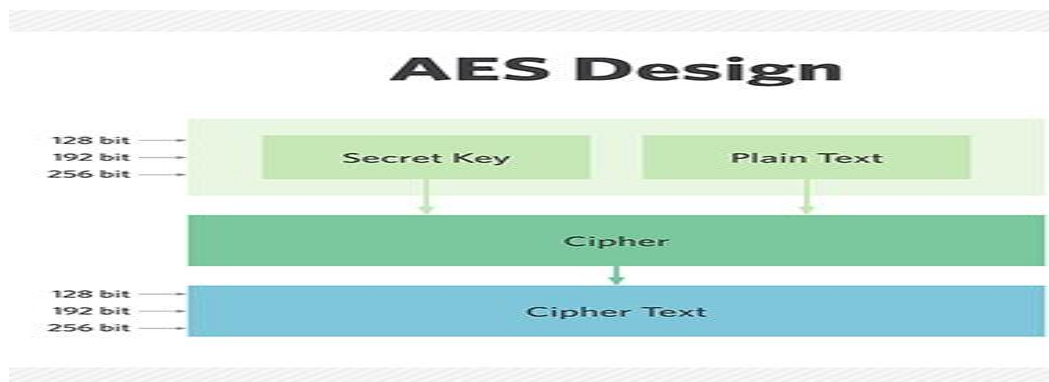 AES Design
128 bit
192 bit
256 bit
Secret Key
Plain Text
Cipher
128 bit
192 bit
256 bit
Cipher Text